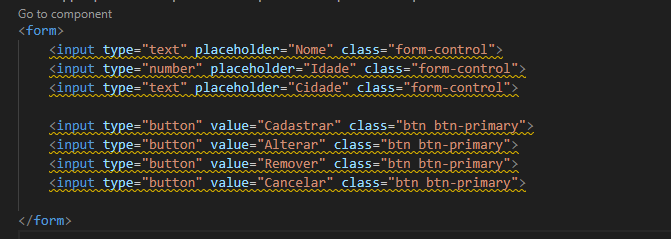 Go to component
<form>
<input type="text" placeholder="Nome" class="form-control">
<input type="number" placeholder="Idade" class="form-control">
<input type="text" placeholder="Cidade" class="form-control">
<input type="button" value="Cadastrar" class="btn btn-primary">
<input type="button" value="Alterar" class="btn btn-primary">
<input type="button" value="Remover" class="btn btn-primary">
<input type="button" value="Cancelar" class="btn btn-primary">
</form>